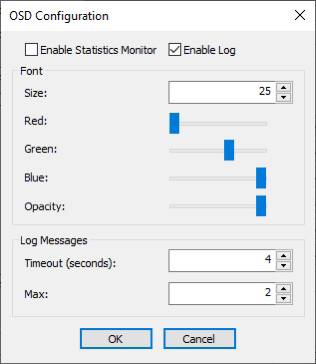 OSD Configuration
Enable Statistics Monitor
Enable Log
Font
Size:
25
Red:
Green:
Blue:
Opacity:
Log Messages
Timeout (seconds):
4
Max:
2
OK
Cancel